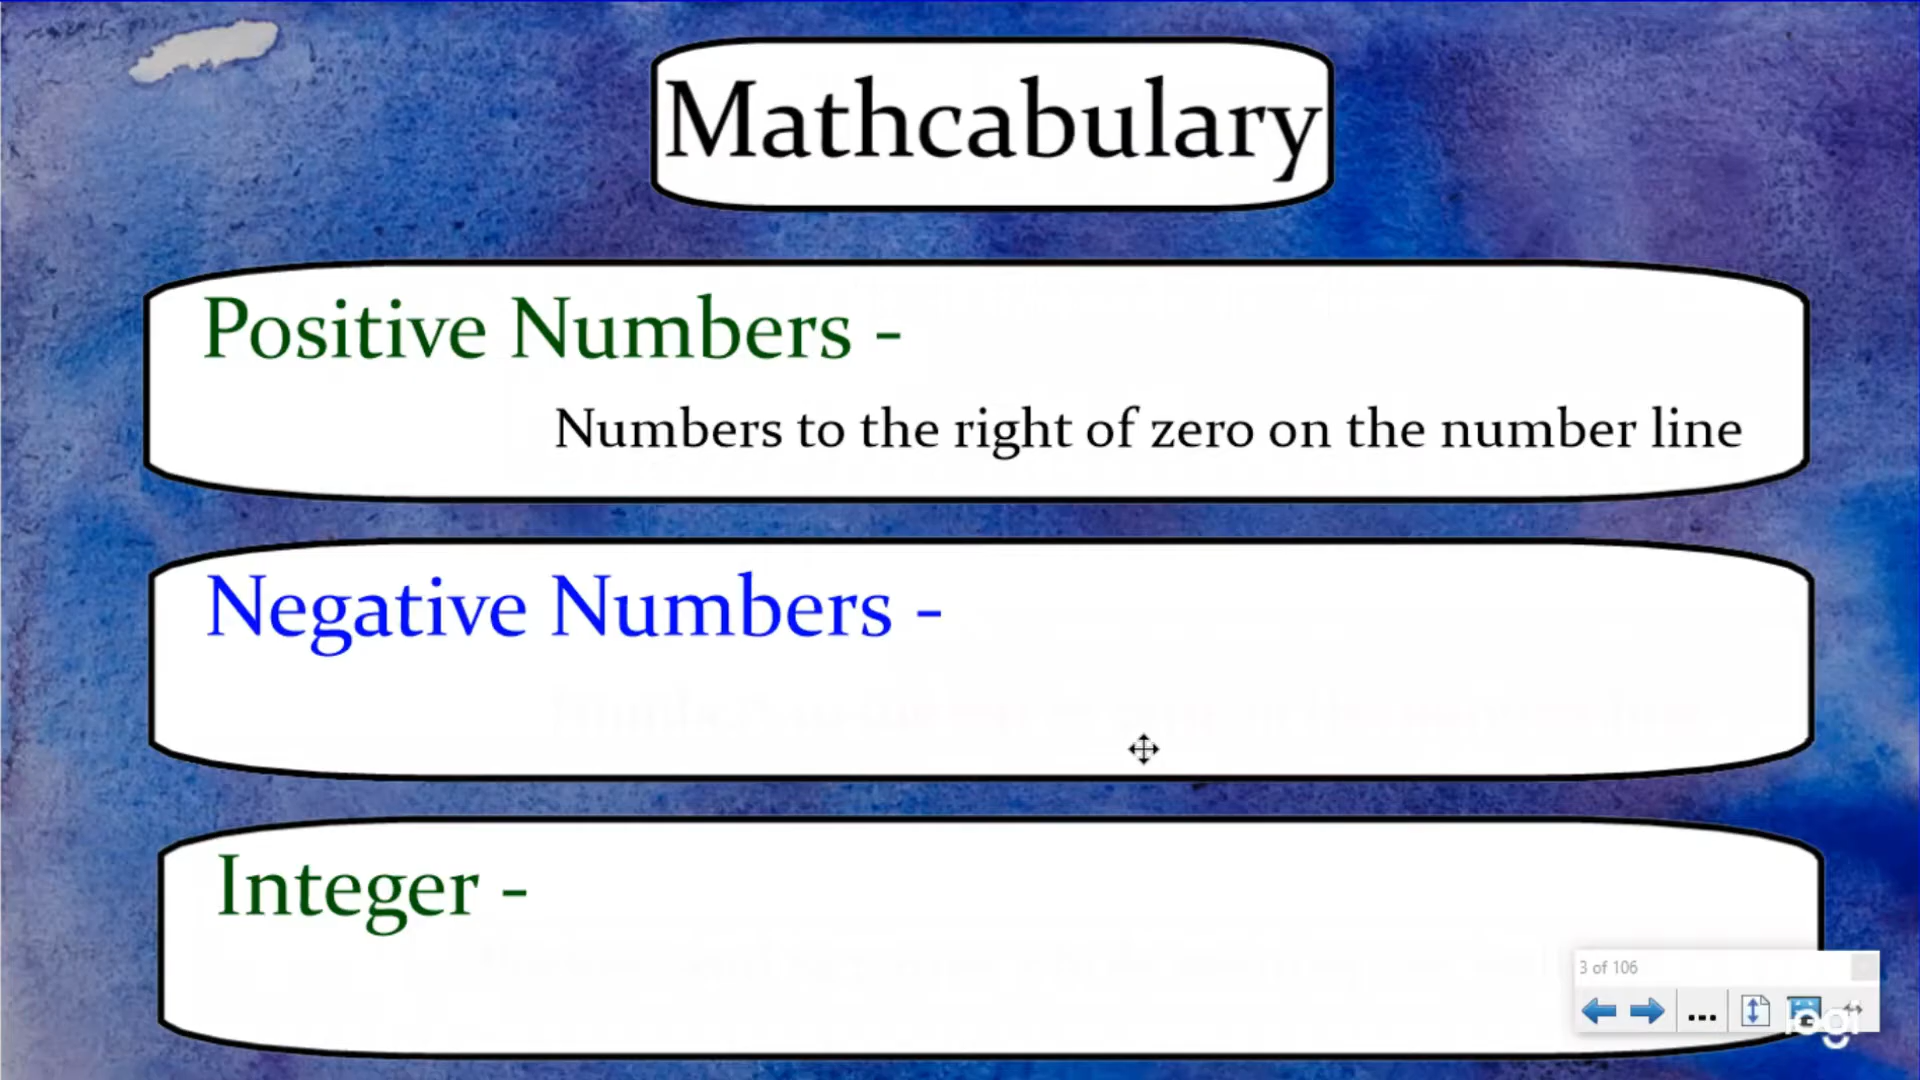 Mathcabulary
Positive Numbers -
Numbers to the right of zero on the number line
Negative Numbers -
Integer -
3 of 106
...
logi